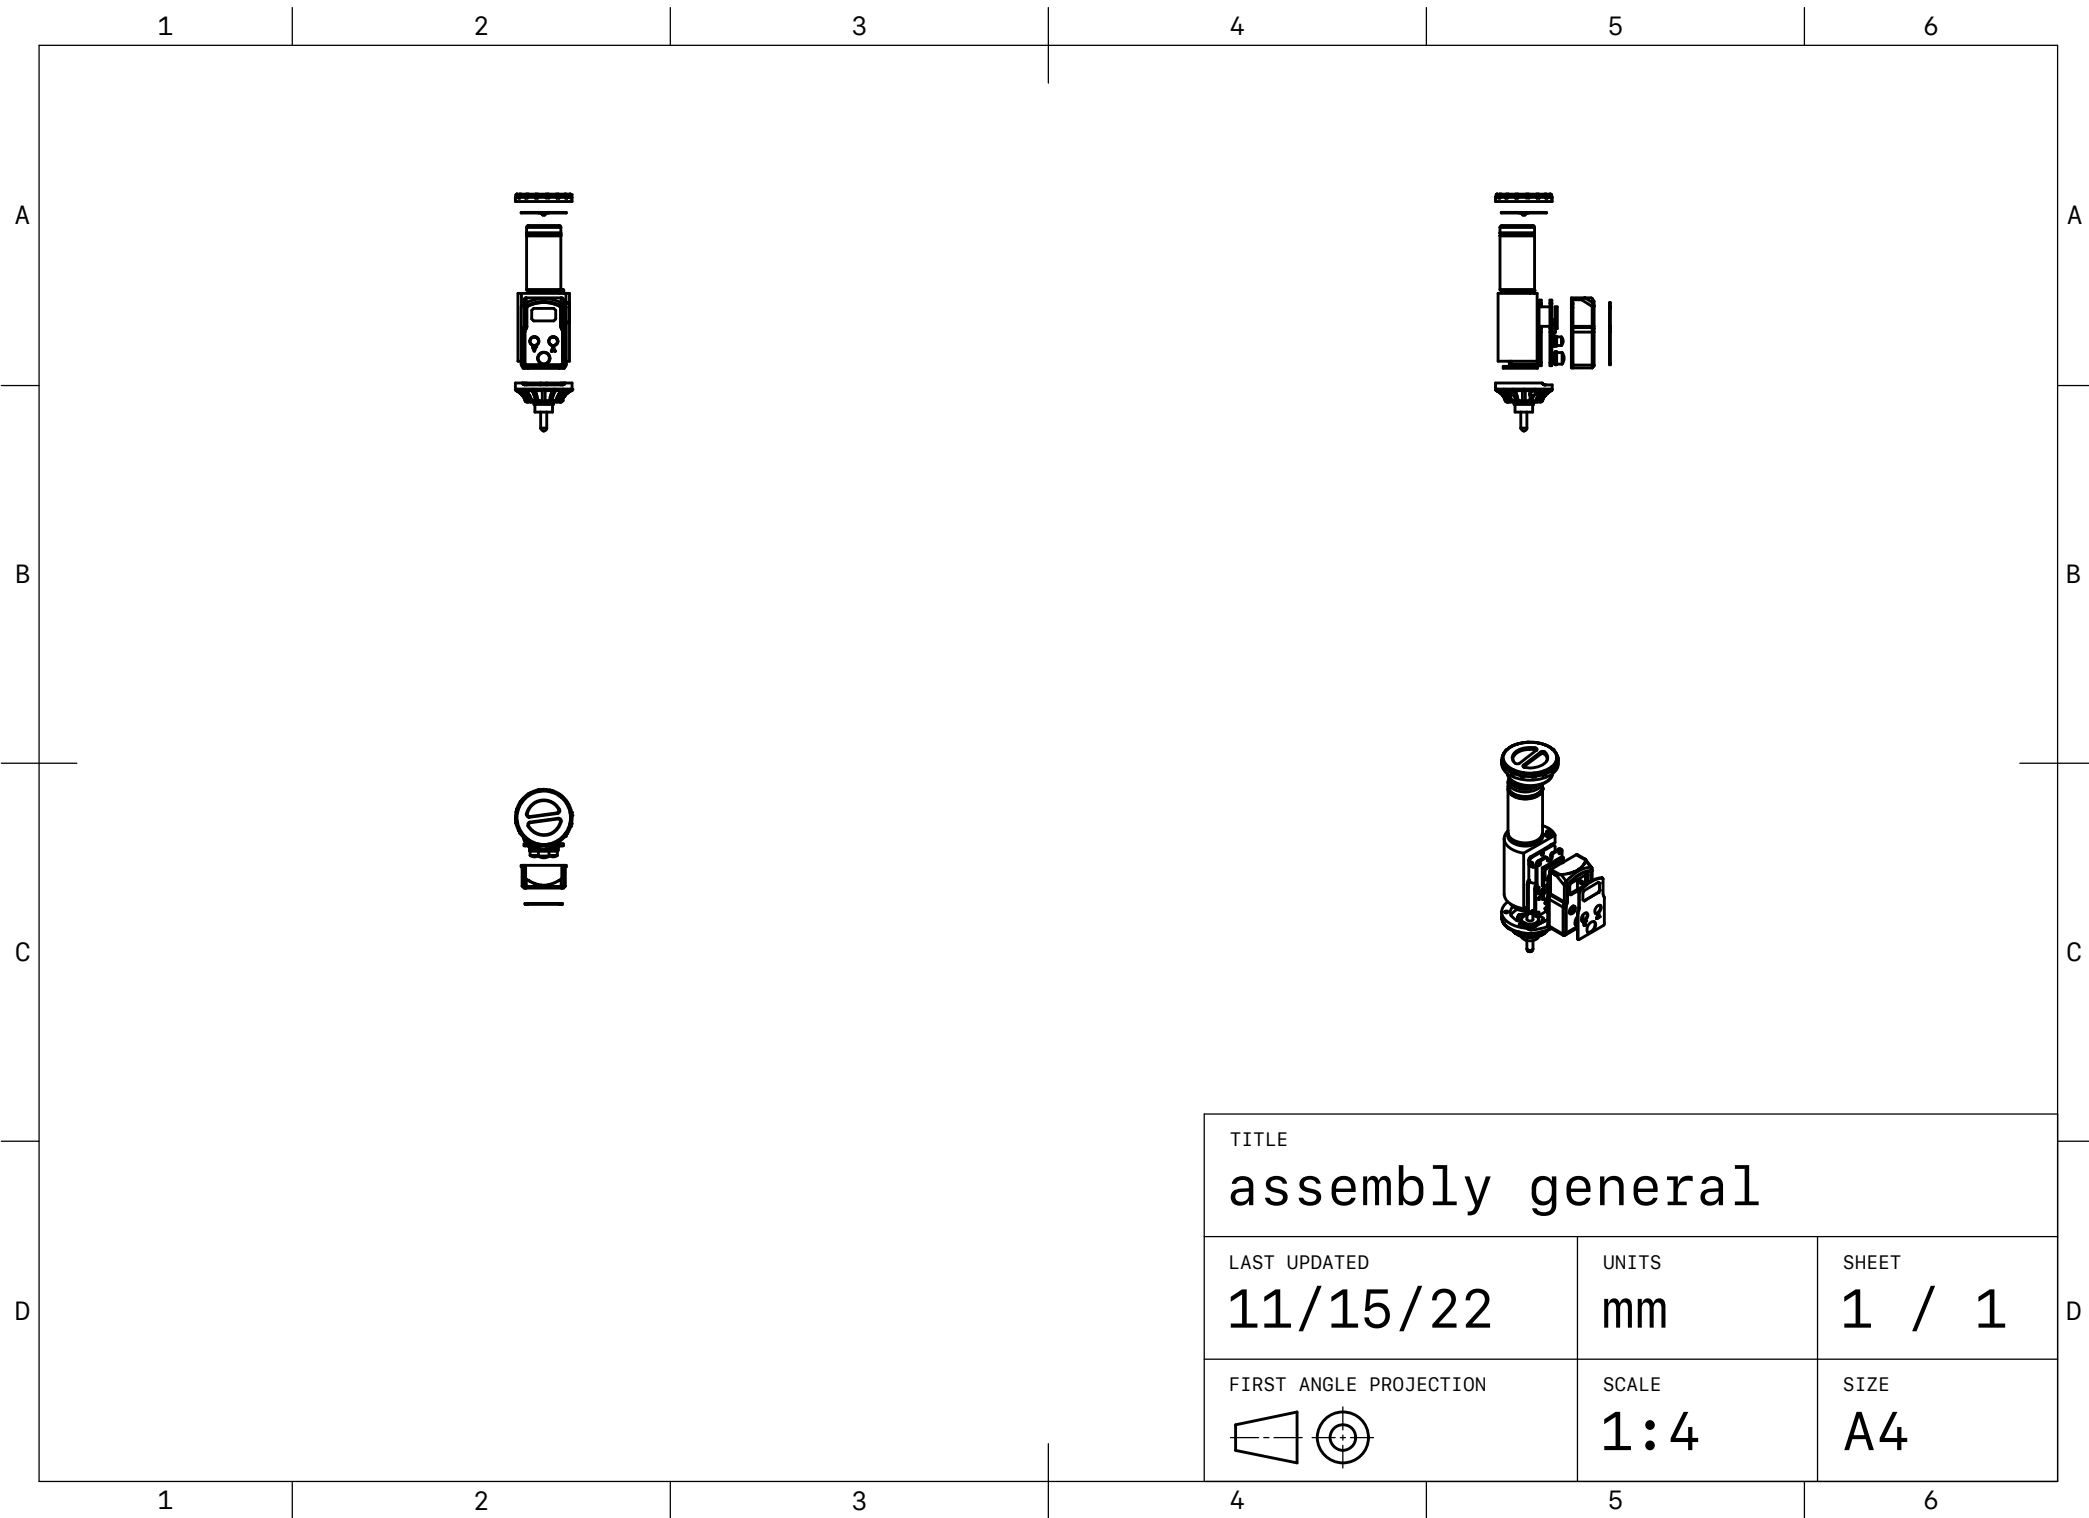 1 2 3 4 5 6
A A
B B
C C
TITLE
assembly general
LAST UPDATED UNITS SHEET
11/15/22 mm 1 / 1
D D
FIRST ANGLE PROJECTION SCALE SIZE
1:4 A4
1 2 3 4 5 6